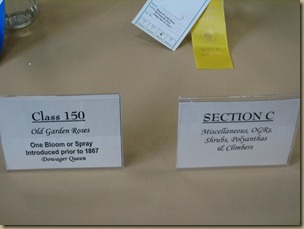 Class 150
Old Garden Roses
One Bloom or Spray
Introduced prior to 1867
Dowager Queen
SECTION C
Miscellaneous, OGRs,
Shrubs, Polyanthas
& Climbers